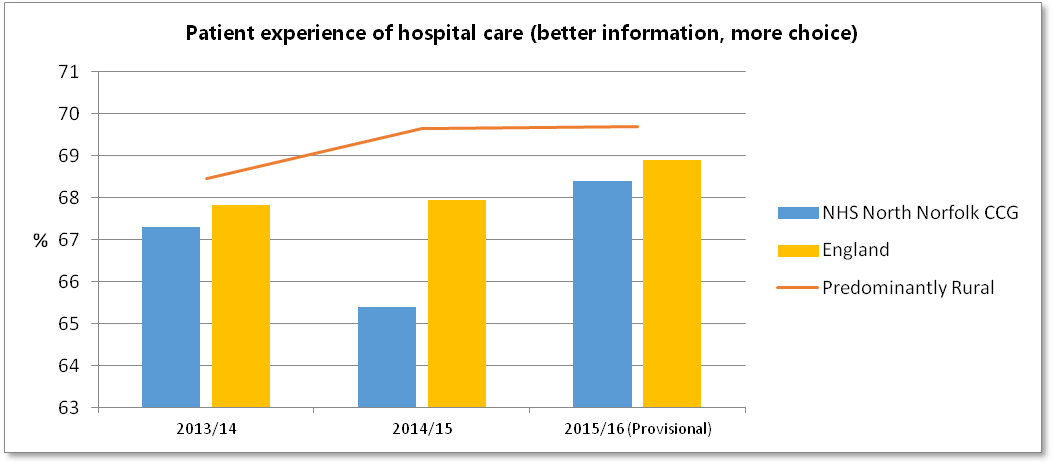 Patient experience of hospital care (better information, more choice)
71
70
69
68
67
66
65
64
63
%
2013/14
2014/15
2015/16 (Provisional)
NHS North Norfolk CCG
England
Predominantly Rural